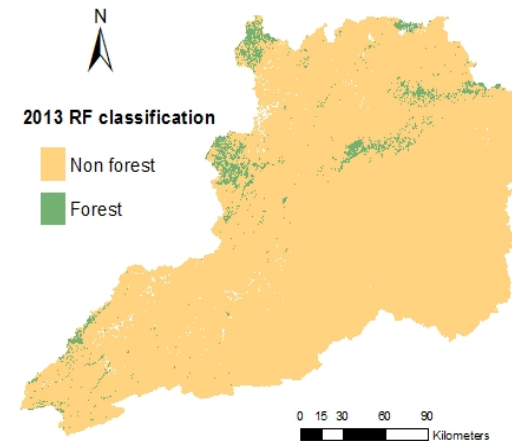 N
2013 RF classification
Non forest
Forest
0 15 30 60 90
Kilometers